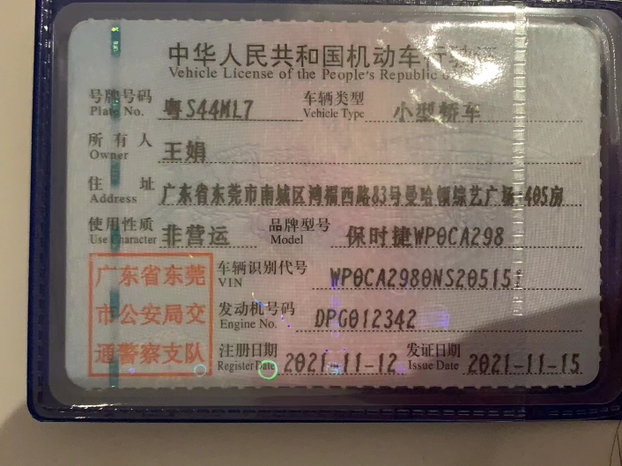 中华人民共和国机动车行
Vehicle License of the People's Republic
号牌号码 粤S44ML7 车辆类型 小型轿车
Plate No. Vehicle Type
所有人 王娟
Owner
住址 广东省东莞市南城区鸿福西路83号曼哈顿综艺广场 405房
Address
使用性质 非营运 品牌型号 保时捷WP0CA298
Use Character Model
广东省东莞 车辆识别代号
VIN
市公安局交 发动机号码 DPG012342
Engine No.
通警察支队 注册日期 2021-11-12 发证日期 2021-11-15
Register Date Issue Date